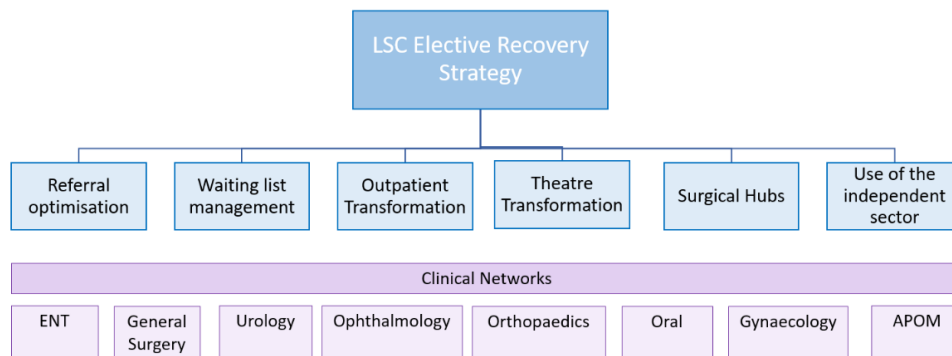 LSC Elective Recovery
Strategy
Referral
optimisation
Waiting list
management
Outpatient
Transformation
Theatre
Transformation
Surgical Hubs
Use of the
independent
sector
Clinical Networks
ENT
General
Surgery
Urology
Ophthalmology
Orthopaedics
Oral
Gynaecology
APOM